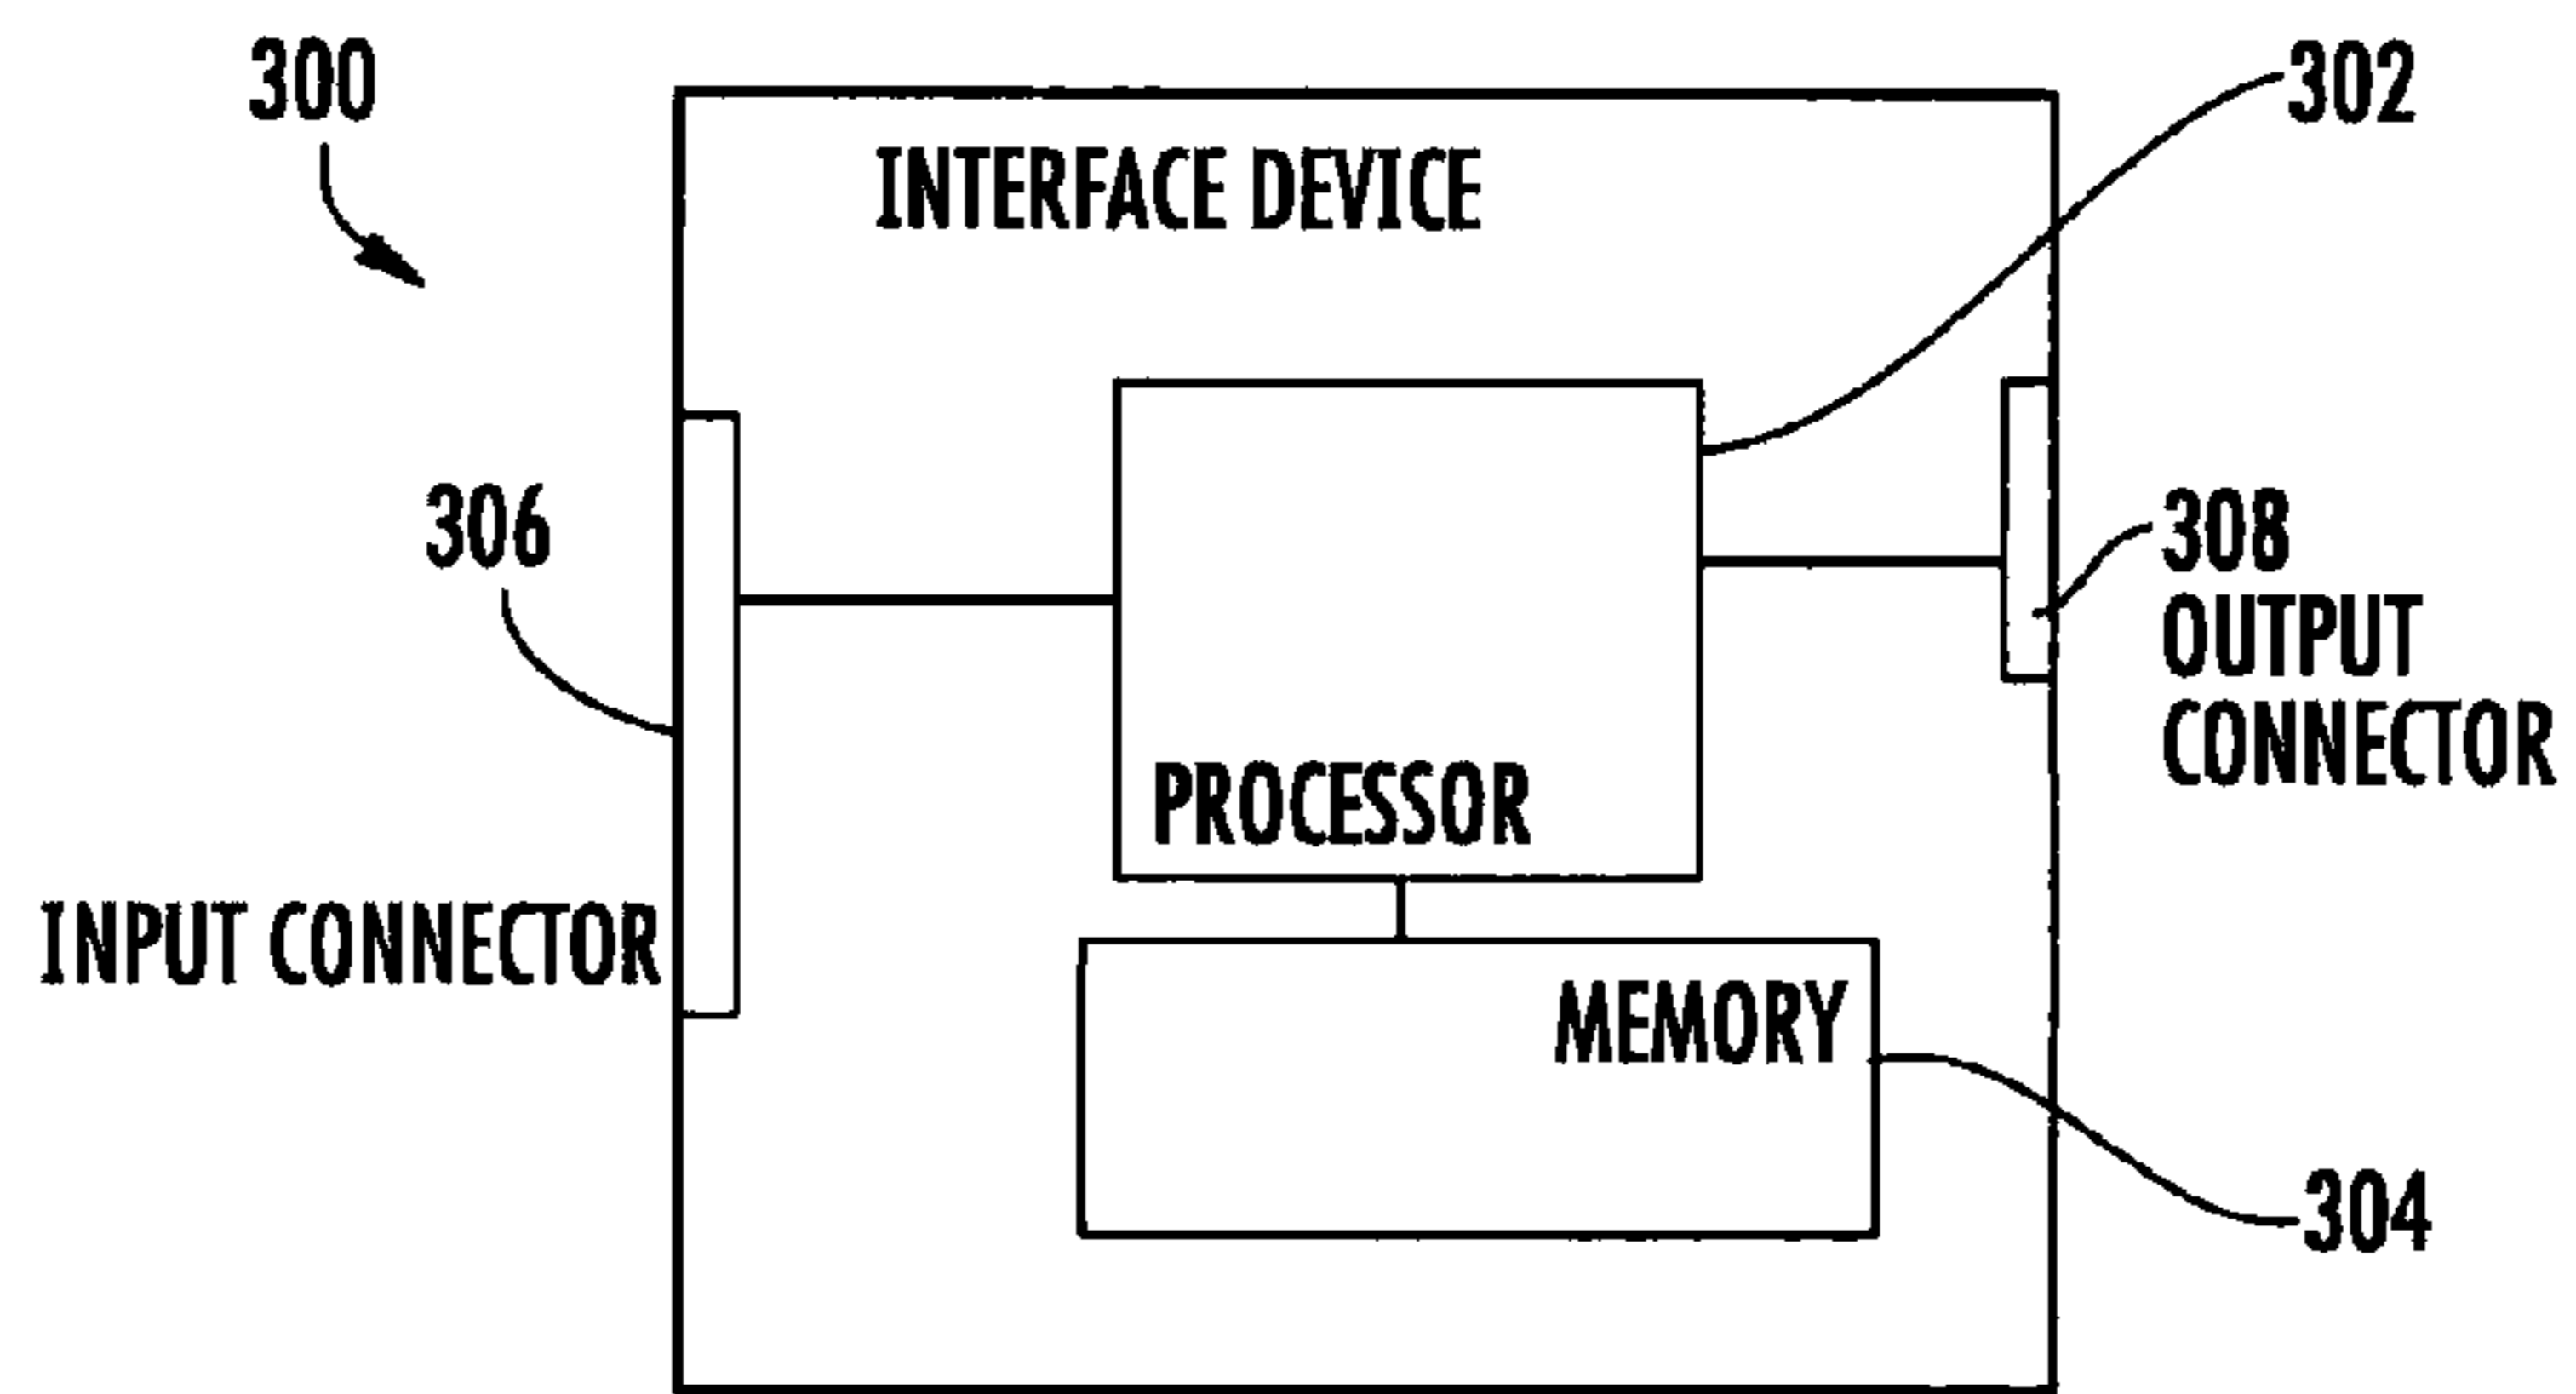 300
302
INTERFACE DEVICE
306
308
OUTPUT
CONNECTOR
PROCESSOR
INPUT CONNECTOR
MEMORY
304